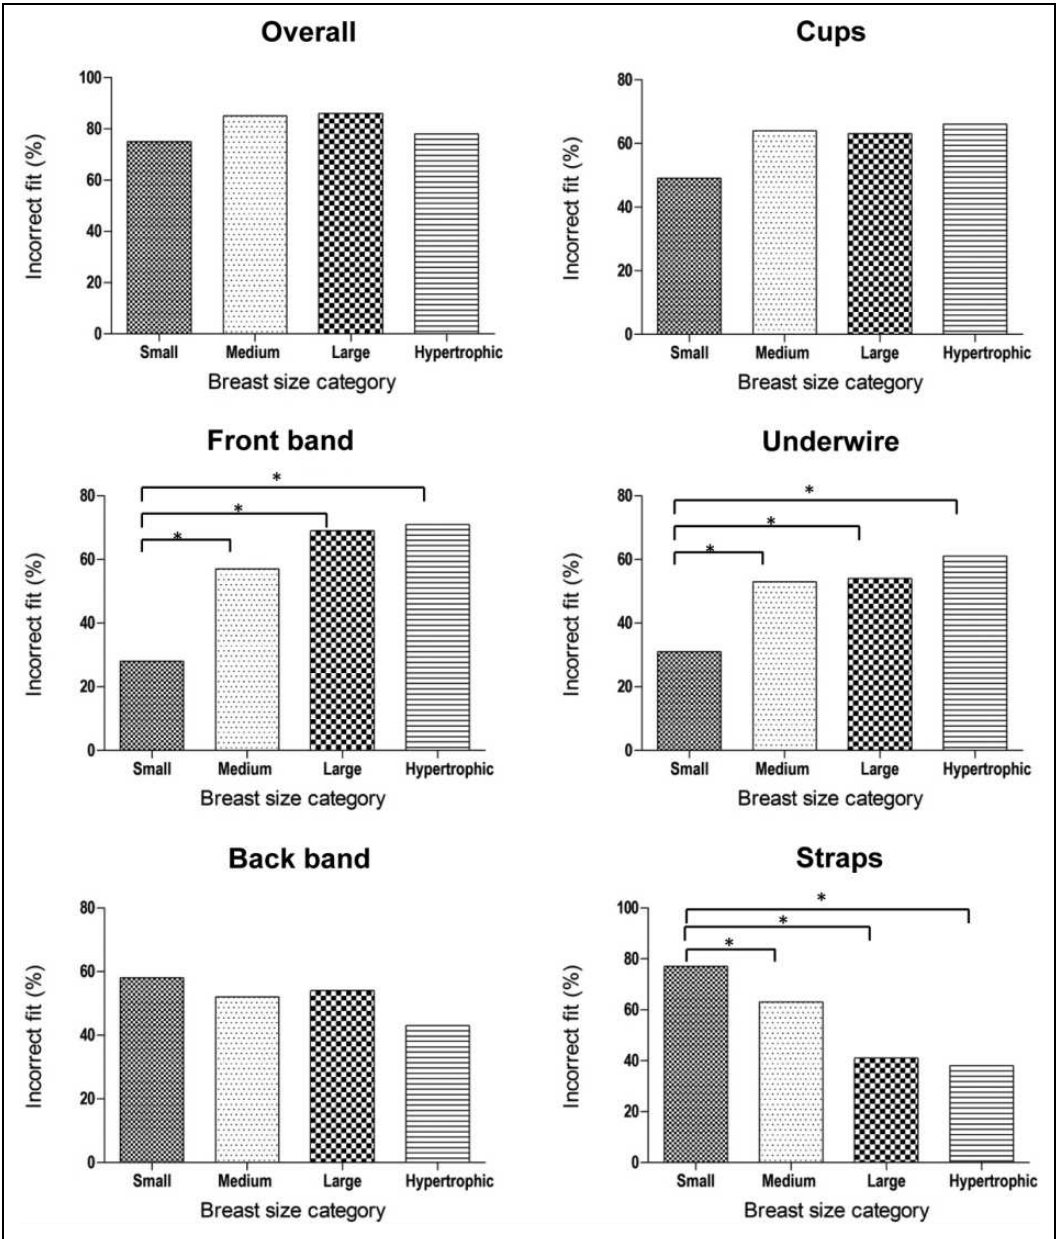 Overall
Incorrect fit (%)
100
80
60
40
20
0
Small Medium Large Hypertrophic
Breast size category
Cups
Incorrect fit (%)
80
60
40
20
0
Small Medium Large Hypertrophic
Breast size category
Front band
Incorrect fit (%)
80
60
40
20
0
*
*
*
Small Medium Large Hypertrophic
Breast size category
Underwire
Incorrect fit (%)
80
60
40
20
0
*
*
*
Small Medium Large Hypertrophic
Breast size category
Back band
Incorrect fit (%)
80
60
40
20
0
Small Medium Large Hypertrophic
Breast size category
Straps
Incorrect fit (%)
100
80
60
40
20
0
*
*
*
Small Medium Large Hypertrophic
Breast size category